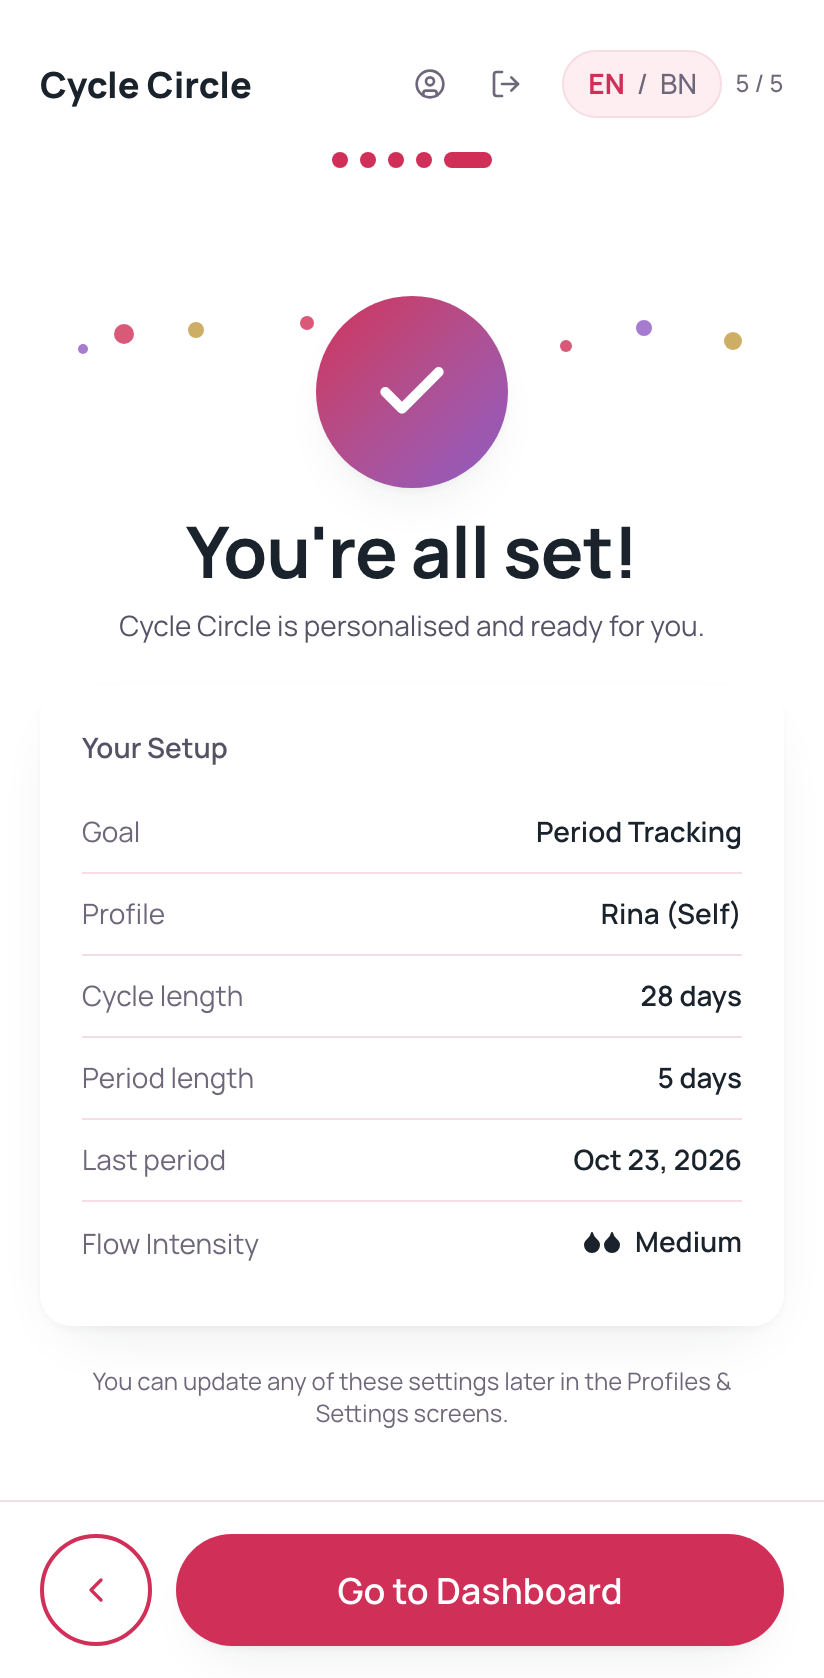 Cycle Circle
EN / BN
5 / 5
You're all set!
Cycle Circle is personalised and ready for you.
Your Setup
Goal Period Tracking
Profile Rina (Self)
Cycle length 28 days
Period length 5 days
Last period Oct 23, 2026
Flow Intensity Medium
You can update any of these settings later in the Profiles &
Settings screens.
Go to Dashboard